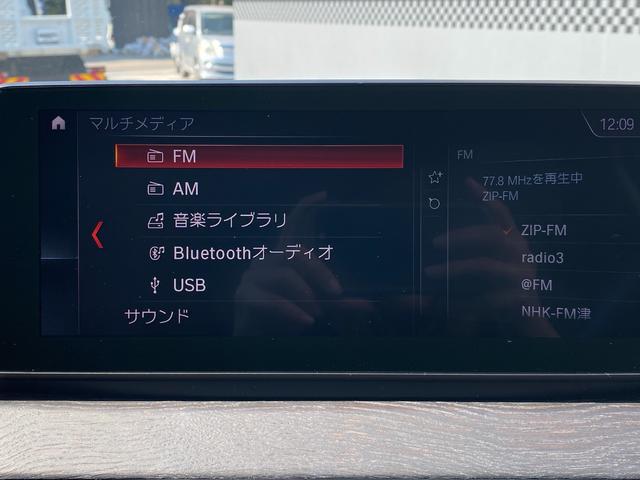 マルチメディア
12:09
FM
AM
音楽ライブラリ
Bluetoothオーディオ
USB
サウンド
FM
77.8 MHzを再生中
ZIP-FM
ZIP-FM
radio3
@FM
NHK-FM津